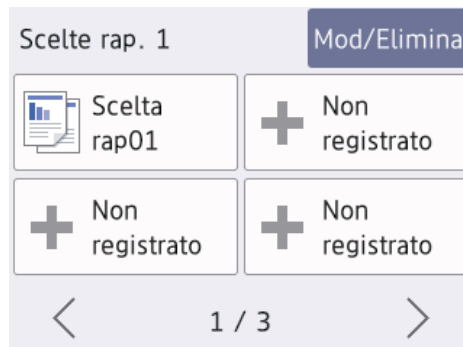 Scelte rap. 1
Mod/Elimina
Scelta
rap01
Non
registrato
Non
registrato
Non
registrato
1 / 3